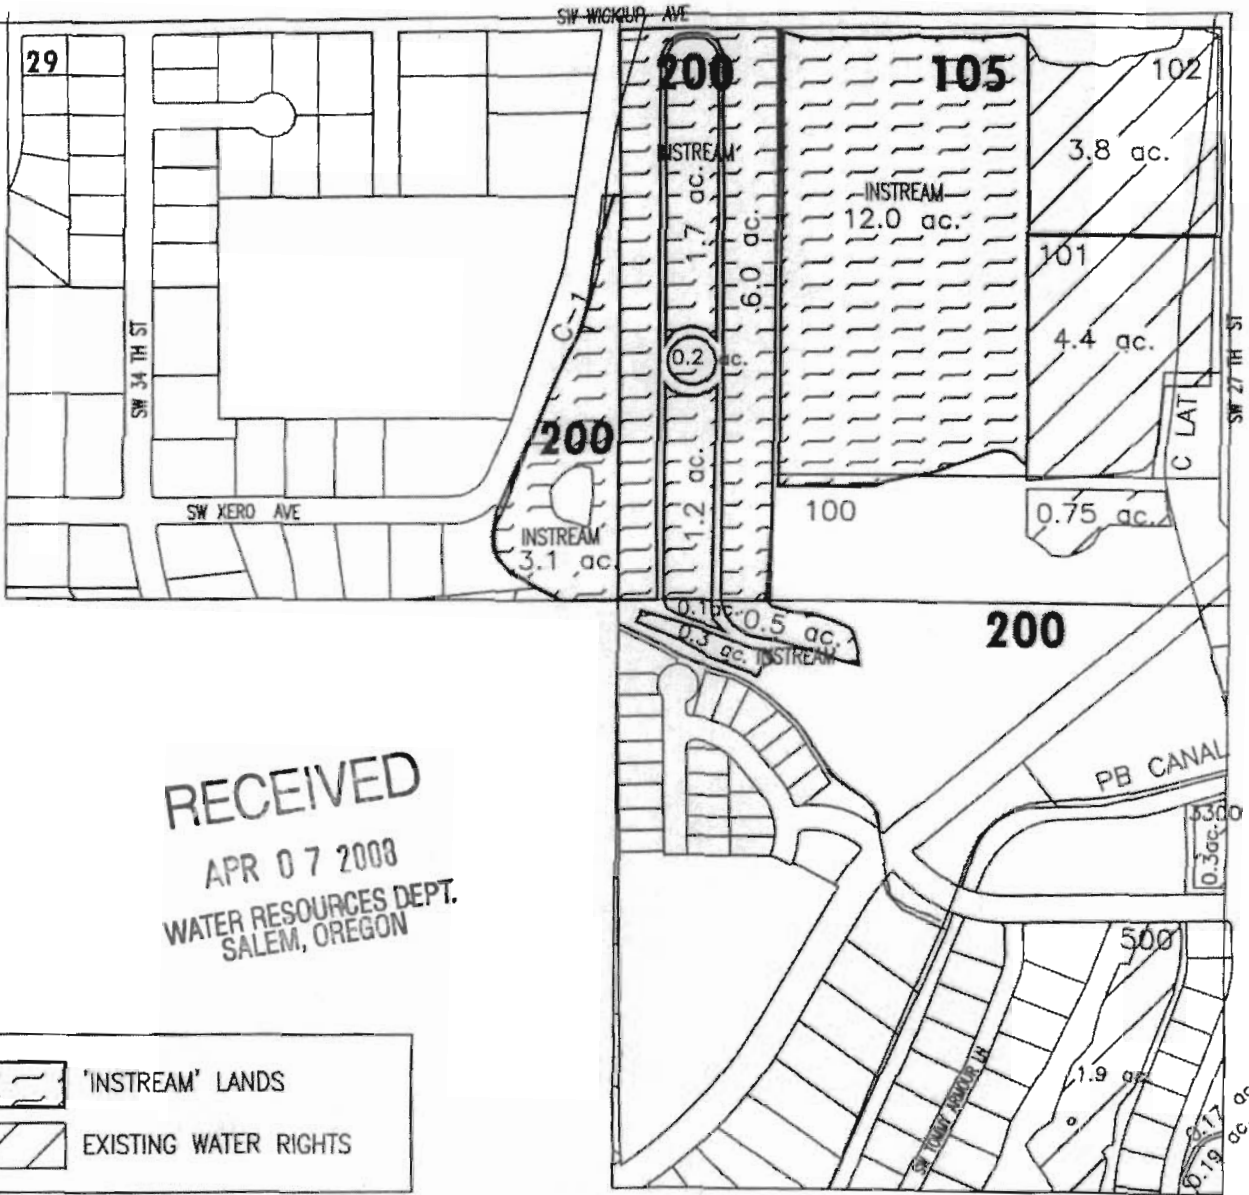 SW WICKIUP AVE
29
200
105
102
3.8 ac.
INSTREAM
1.7 ac.
6.0 ac.
INSTREAM
12.0 ac.
101
4.4 ac.
C-1
0.2 ac.
SW 34 TH ST
SW 27 TH ST
C LAT
200
1.2 ac.
100
0.75 ac.
SW XERO AVE
INSTREAM
3.1 ac.
0.1 ac.
0.5 ac.
0.3 ac. INSTREAM
200
RECEIVED
APR 07 2008
WATER RESOURCES DEPT.
SALEM, OREGON
PB CANAL
3300
0.3ac.
500
SW TOMMY ARMOUR LN
1.9 ac
0.17 ac.
0.19 ac.
'INSTREAM' LANDS
EXISTING WATER RIGHTS